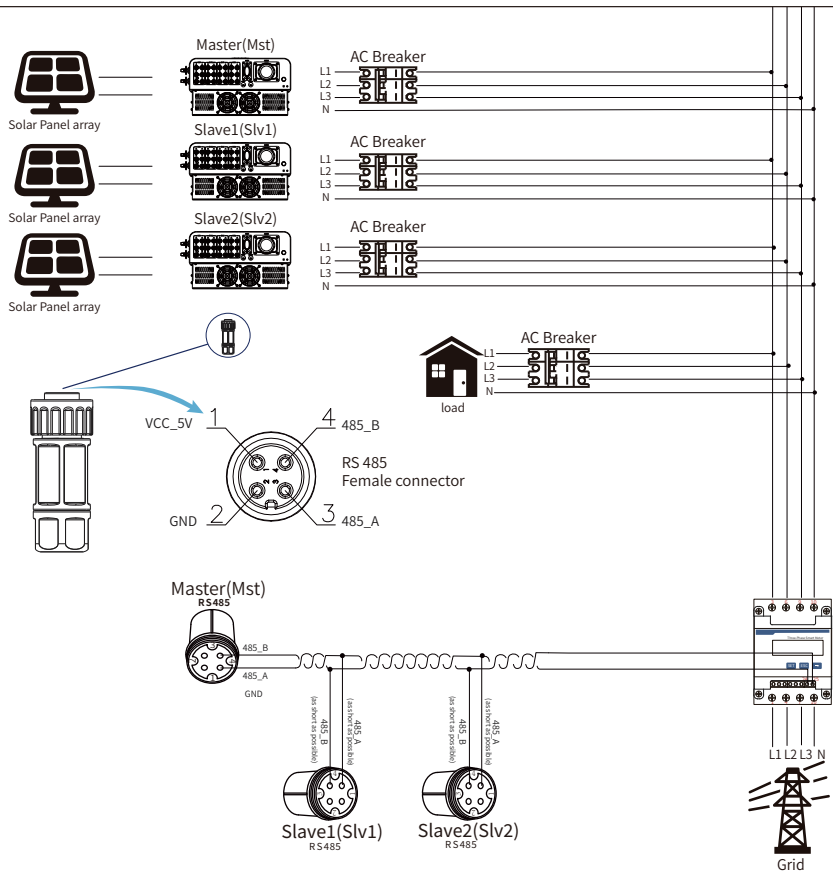 Master(Mst)
AC Breaker
L1
L2
L3
N
Solar Panel array
Slave1(Slv1)
AC Breaker
L1
L2
L3
N
Solar Panel array
Slave2(Slv2)
AC Breaker
L1
L2
L3
N
Solar Panel array
AC Breaker
L1
L2
L3
N
load
VCC_5V
1
4
485_B
RS 485
Female connector
GND
2
3
485_A
1
4
2
3
Master(Mst)
RS485
485_B
485_A
GND
485_B
(as short as possible)
485_A
(as short as possible)
485_B
(as short as possible)
485_A
(as short as possible)
Slave1(Slv1)
RS485
Slave2(Slv2)
RS485
L1 L2 L3 N
Grid